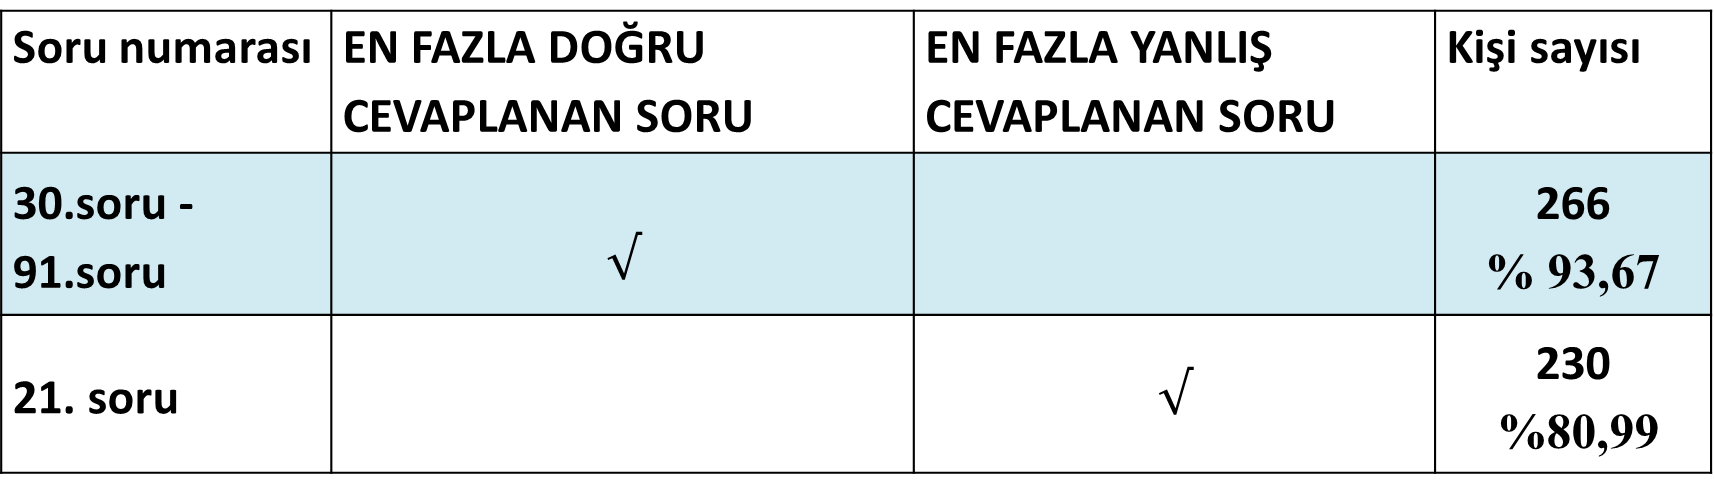 Soru numarası
EN FAZLA DOĞRU
CEVAPLANAN SORU
EN FAZLA YANLIŞ
CEVAPLANAN SORU
Kişi sayısı
30.soru -
91.soru
√
266
% 93,67
21. soru
√
230
%80,99